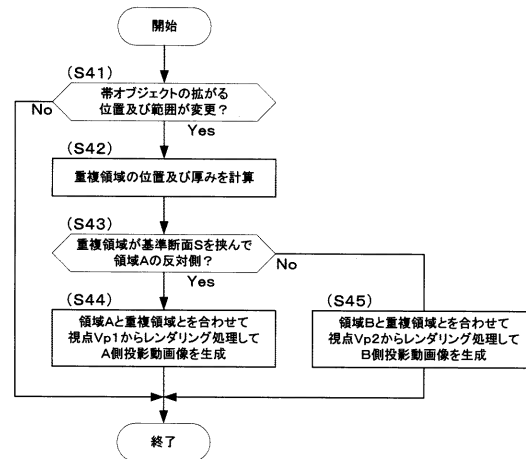 開始
(S41)
帯オブジェクトの拡がる
位置及び範囲が変更？
No
Yes
(S42)
重複領域の位置及び厚みを計算
(S43)
重複領域が基準断面Sを挟んで
領域Aの反対側？
No
Yes
(S44)
領域Aと重複領域とを合わせて
視点Vp1からレンダリング処理して
A側投影動画像を生成
(S45)
領域Bと重複領域とを合わせて
視点Vp2からレンダリング処理して
B側投影動画像を生成
終了